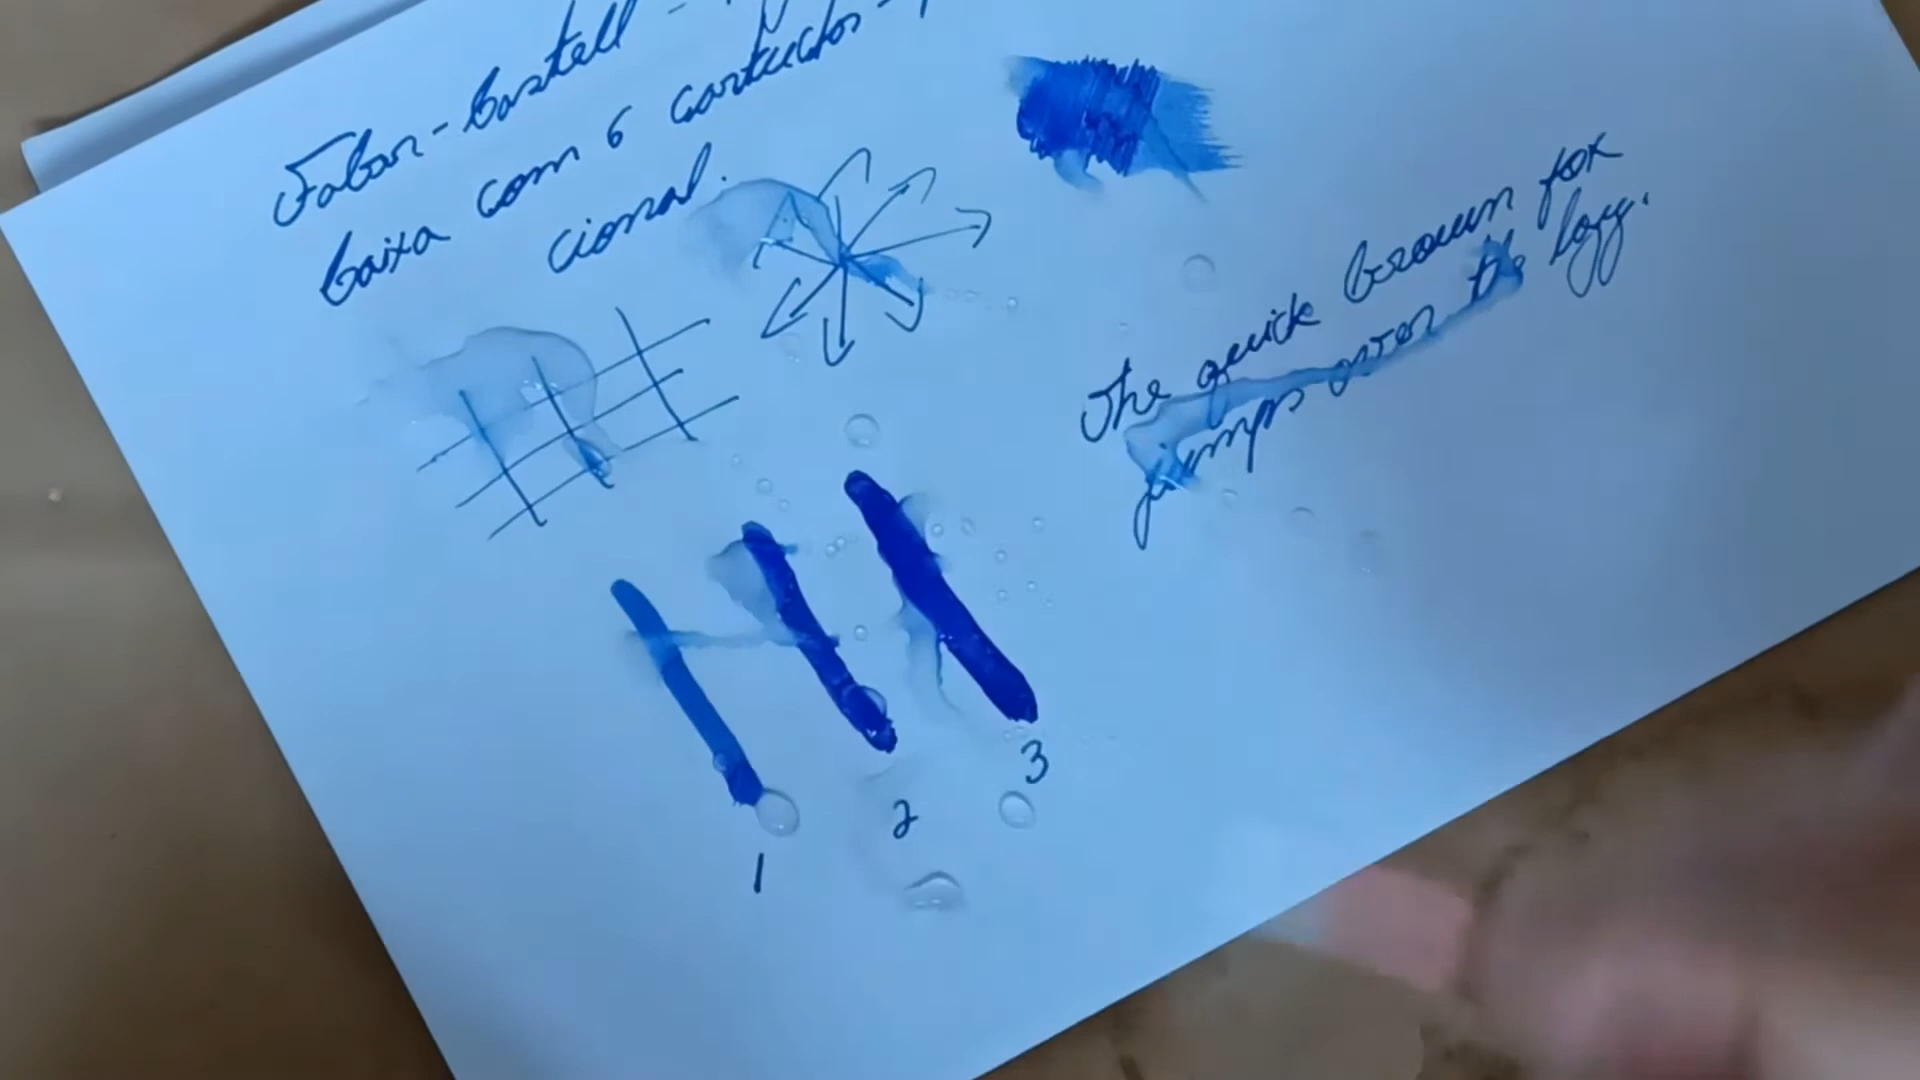 Faber-Castell -
Caixa com 6 cartuchos -
cional.
The quick brown fox
jumps over the lazy.
1
2
3